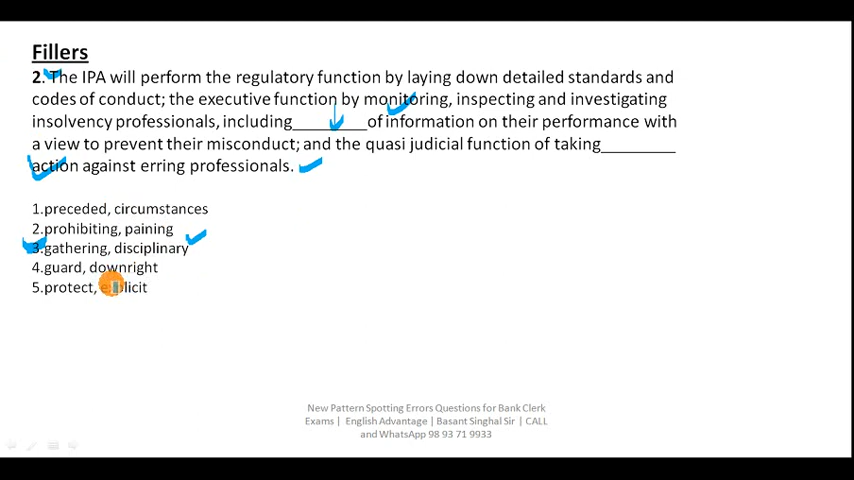 Fillers
2. The IPA will perform the regulatory function by laying down detailed standards and
codes of conduct; the executive function by monitoring, inspecting and investigating
insolvency professionals, including________of information on their performance with
a view to prevent their misconduct; and the quasi judicial function of taking________
action against erring professionals.
1.preceded, circumstances
2.prohibiting, paining
3.gathering, disciplinary
4.guard, downright
5.protect, explicit
New Pattern Spotting Errors Questions for Bank Clerk
Exams | English Advantage | Basant Singhal Sir | CALL
and WhatsApp 98 93 71 9933